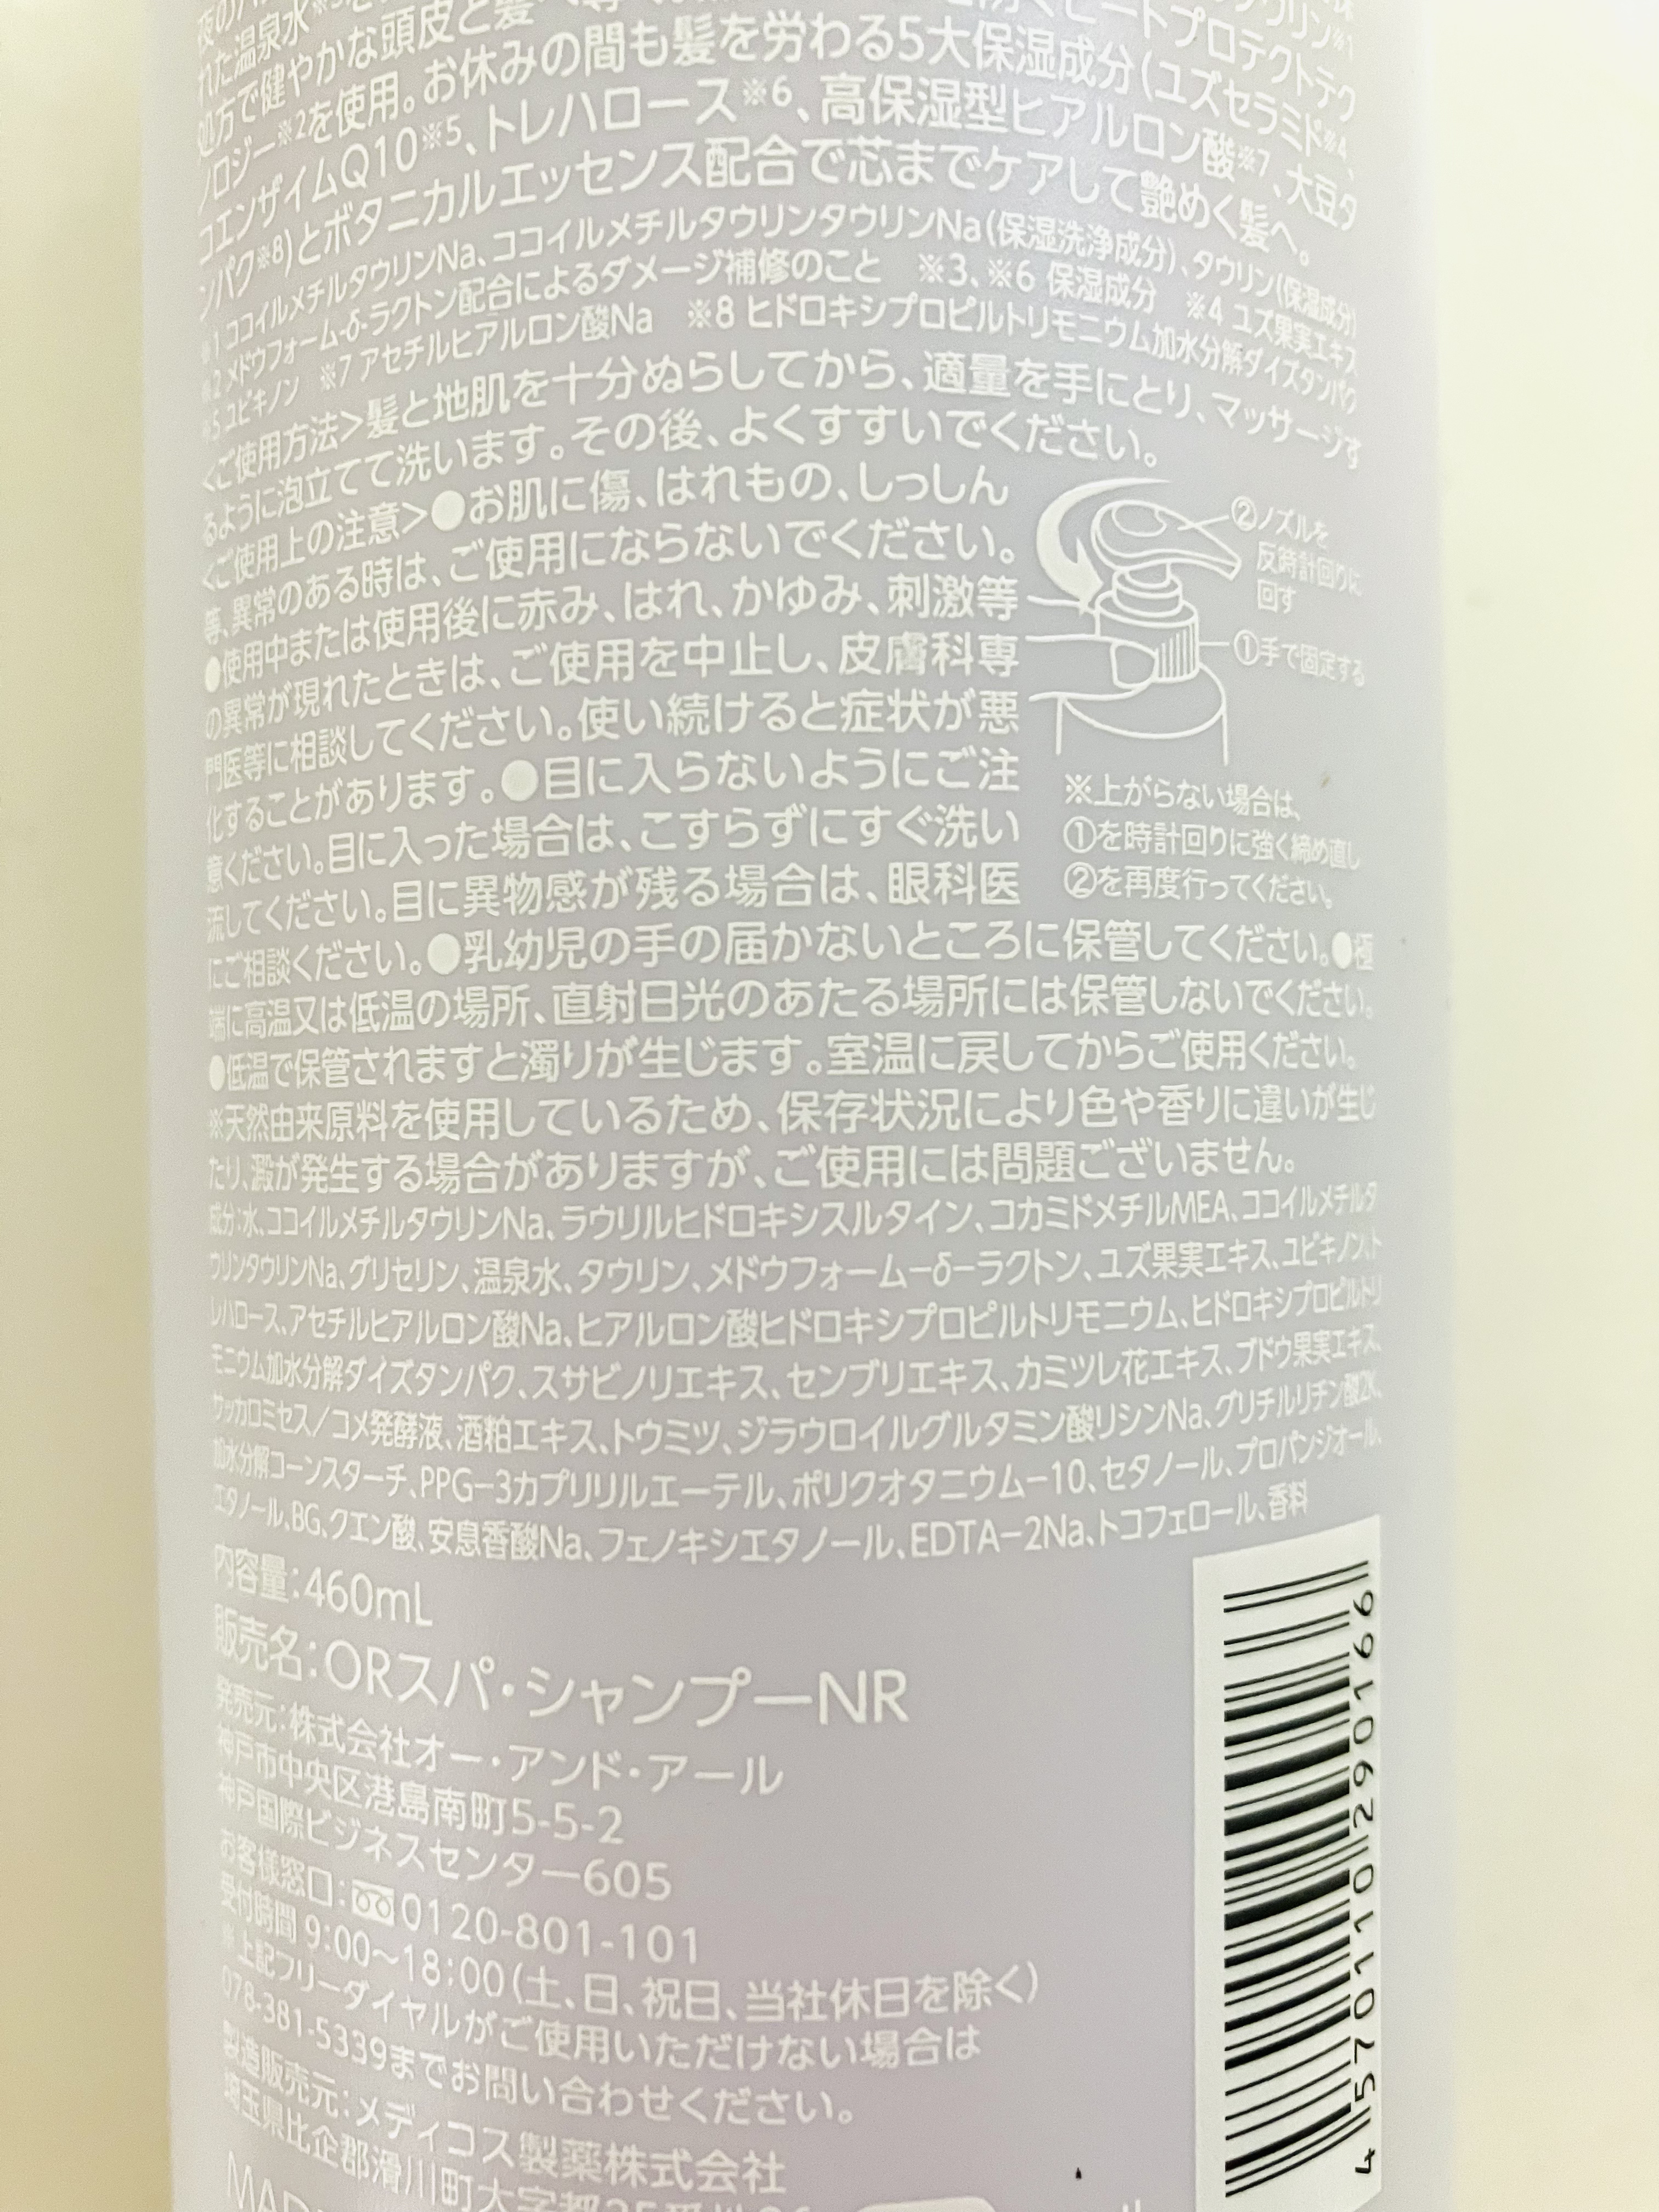 れた温泉水
処方で健やかな頭皮と髪へ
ートプロテクトテク
ノロジー※2を使用。お休みの間も髪を労わる5大保湿成分(ユズセラミド※4、
コエンザイムQ10※5、トレハロース※6、高保湿型ヒアルロン酸※7、大豆タ
ンパク※8)とボタニカルエッセンス配合で芯までケアして艶めく髪へ。
※1 ココイルメチルタウリンNa、ココイルメチルタウリンタウリンNa(保湿洗浄成分)、タウリン(保湿成分)
※2 メドウフォーム-δ-ラクトン配合によるダメージ補修のこと ※3、※6 保湿成分 ※4 ユズ果実エキス
※5 ユビキノン ※7 アセチルヒアルロン酸Na ※8 ヒドロキシプロピルトリモニウム加水分解ダイズタンパク
<ご使用方法>髪と地肌を十分ぬらしてから、適量を手にとり、マッサージす
るように泡立てて洗います。その後、よくすすいでください。
<ご使用上の注意>●お肌に傷、はれもの、しっしん
等、異常のある時は、ご使用にならないでください。
●使用中または使用後に赤み、はれ、かゆみ、刺激等
の異常が現れたときは、ご使用を中止し、皮膚科専
門医等に相談してください。使い続けると症状が悪
化することがあります。●目に入らないようにご注
意ください。目に入った場合は、こすらずにすぐ洗い
流してください。目に異物感が残る場合は、眼科医
にご相談ください。●乳幼児の手の届かないところに保管してください。●極
端に高温又は低温の場所、直射日光のあたる場所には保管しないでください。
●低温で保管されますと濁りが生じます。室温に戻してからご使用ください。
※天然由来原料を使用しているため、保存状況により色や香りに違いが生じ
たり、澱が発生する場合がありますが、ご使用には問題ございません。
②ノズルを
反時計回りに
回す
①手で固定する
※上がらない場合は、
①を時計回りに強く締め直し
②を再度行ってください。
成分:水、ココイルメチルタウリンNa、ラウリルヒドロキシスルタイン、コカミドメチルMEA、ココイルメチルタ
ウリンタウリンNa、グリセリン、温泉水、タウリン、メドウフォーム-δ-ラクトン、ユズ果実エキス、ユビキノン、ト
レハロース、アセチルヒアルロン酸Na、ヒアルロン酸ヒドロキシプロピルトリモニウム、ヒドロキシプロピルトリ
モニウム加水分解ダイズタンパク、スサビノリエキス、センブリエキス、カミツレ花エキス、ブドウ果実エキス、
サッカロミセス/コメ発酵液、酒粕エキス、トウミツ、ジラウロイルグルタミン酸リシンNa、グリチルリチン酸2K、
加水分解コーンスターチ、PPG-3カプリリルエーテル、ポリクオタニウム-10、セタノール、プロパンジオール、
エタノール、BG、クエン酸、安息香酸Na、フェノキシエタノール、EDTA-2Na、トコフェロール、香料
内容量:460mL
販売名:ORスパ・シャンプーNR
発売元:株式会社オー・アンド・アール
神戸市中央区港島南町5-5-2
神戸国際ビジネスセンター605
お客様窓口:0120-801-101
受付時間 9:00~18:00(土、日、祝日、当社休日を除く)
※上記フリーダイヤルがご使用いただけない場合は
078-381-5339までお問い合わせください。
製造販売元:メディコス製薬株式会社
埼玉県比企郡滑川町大字都25番地
4570110290166